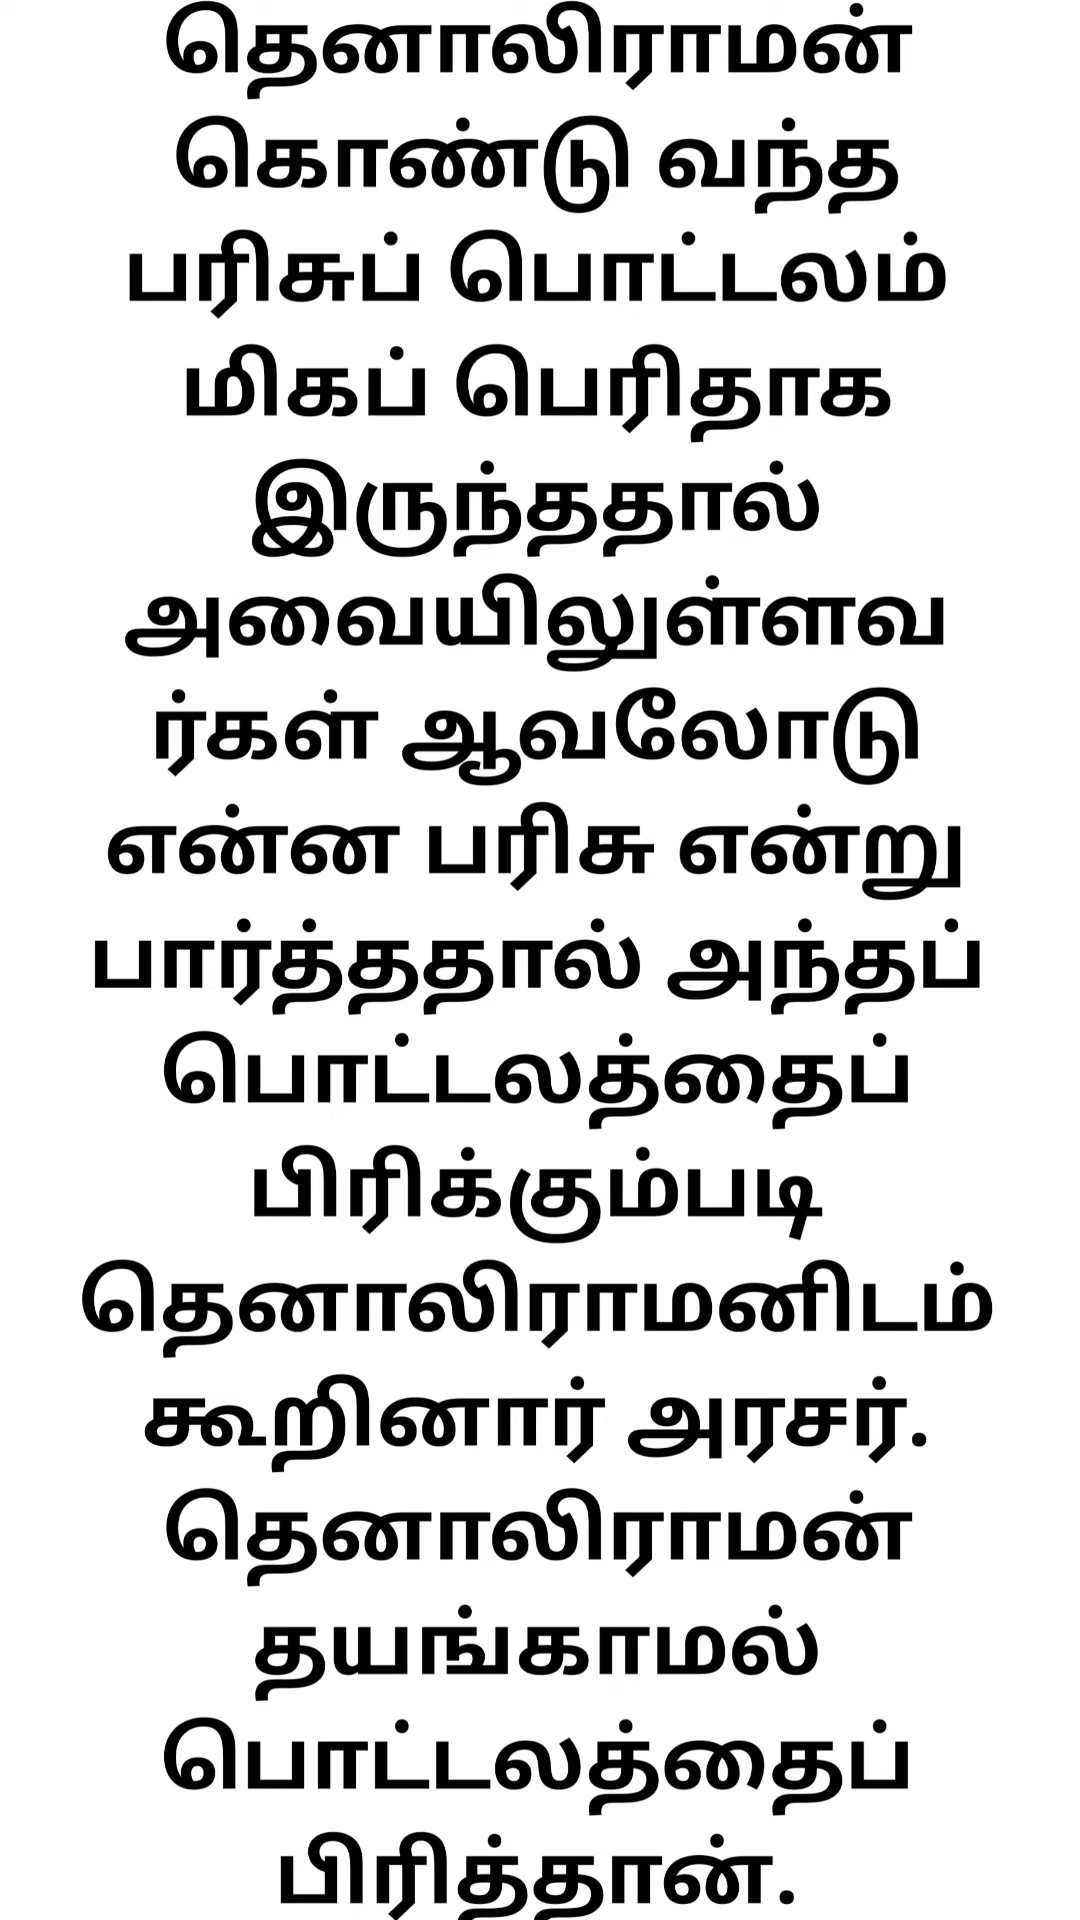 தெனாலிராமன்
கொண்டு வந்த
பரிசுப் பொட்டலம்
மிகப் பெரிதாக
இருந்ததால்
அவையிலுள்ளவ
ர்கள் ஆவலோடு
என்ன பரிசு என்று
பார்த்ததால் அந்தப்
பொட்டலத்தைப்
பிரிக்கும்படி
தெனாலிராமனிடம்
கூறினார் அரசர்.
தெனாலிராமன்
தயங்காமல்
பொட்டலத்தைப்
பிரித்தான்.